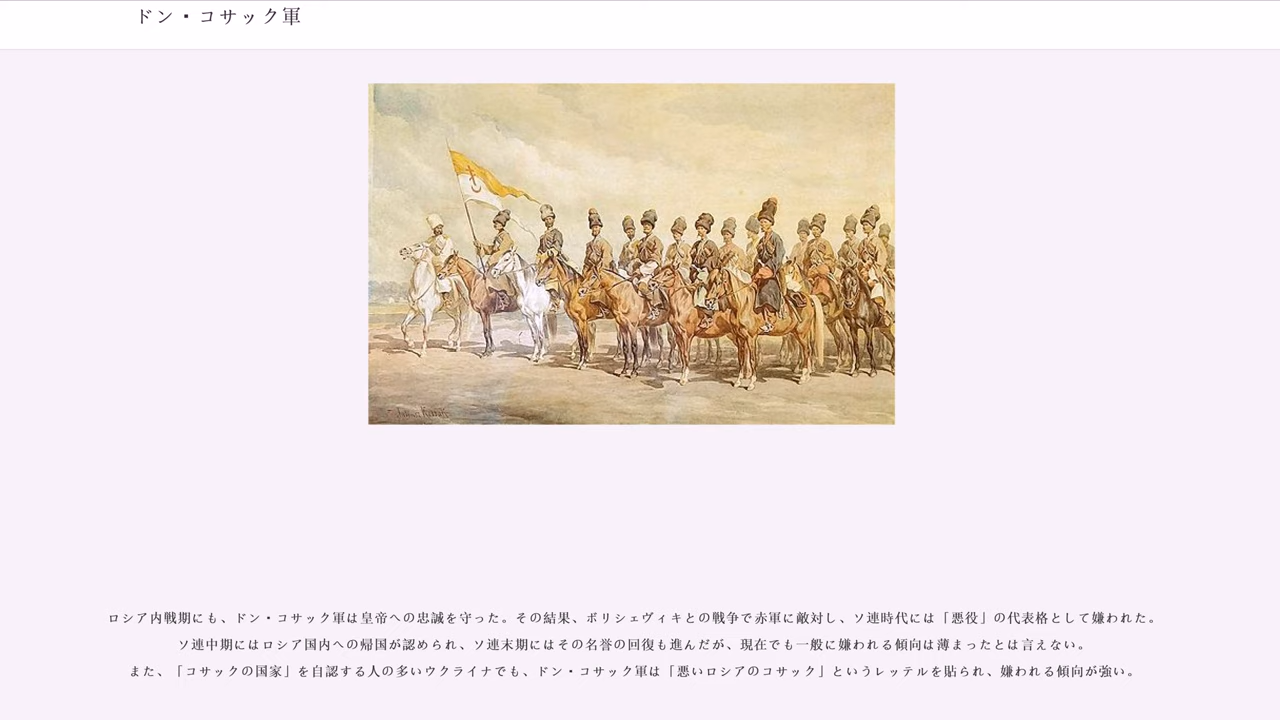 ドン・コサック軍
ロシア内戦期にも、ドン・コサック軍は皇帝への忠誠を守った。その結果、ボリシェヴィキとの戦争で赤軍に敵対し、ソ連時代には「悪役」の代表格として嫌われた。
ソ連中期にはロシア国内への帰国が認められ、ソ連末期にはその名誉の回復も進んだが、現在でも一般に嫌われる傾向は薄まったとは言えない。
また、「コサックの国家」を自認する人の多いウクライナでも、ドン・コサック軍は「悪いロシアのコサック」というレッテルを貼られ、嫌われる傾向が強い。